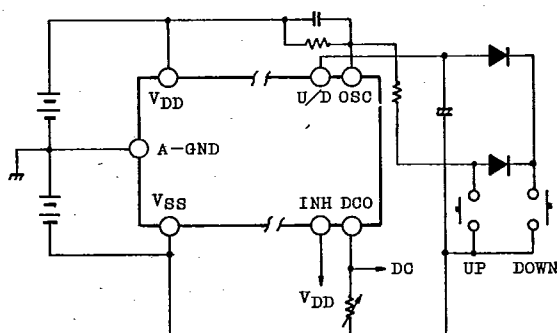 VDD
U/D OSC
A-GND
VSS
INH DCO
DC
VDD
UP DOWN